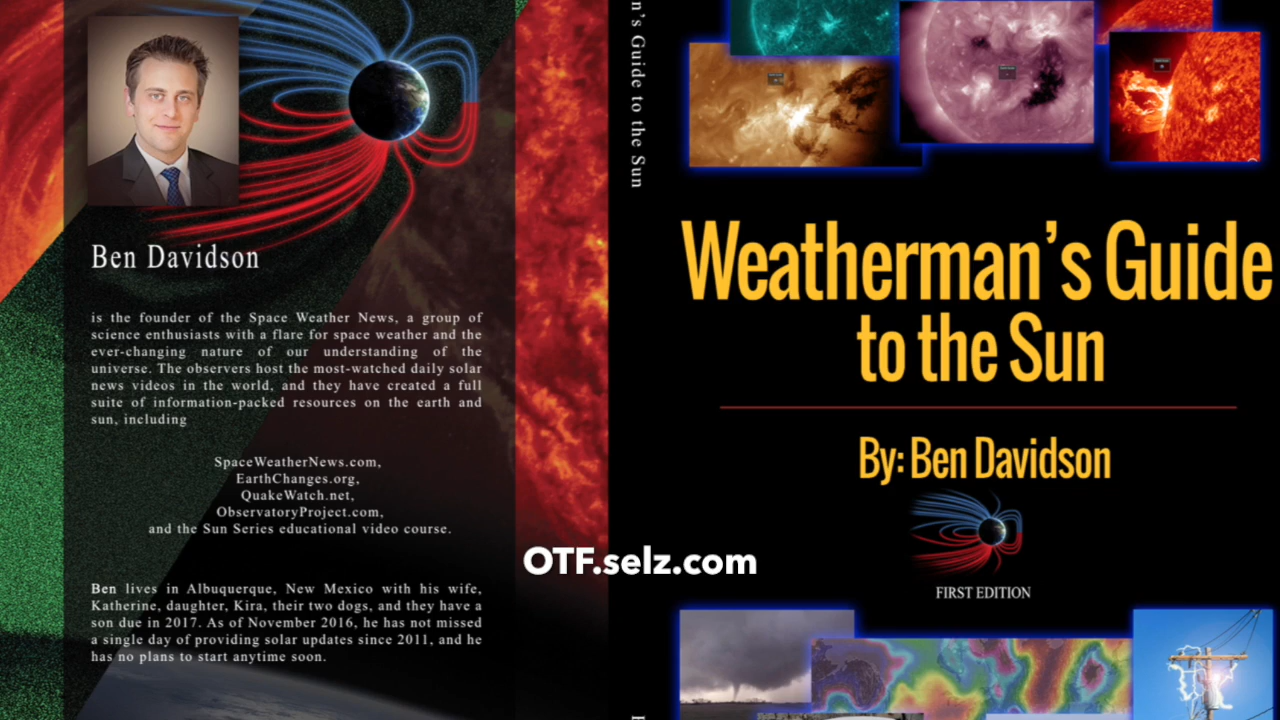 Ben Davidson
is the founder of the Space Weather News, a group of
science enthusiasts with a flare for space weather and the
ever-changing nature of our understanding of the
universe. The observers host the most-watched daily solar
news videos in the world, and they have created a full
suite of information-packed resources on the earth and
sun, including
SpaceWeatherNews.com,
EarthChanges.org,
QuakeWatch.net,
ObservatoryProject.com,
and the Sun Series educational video course.
Ben lives in Albuquerque, New Mexico with his wife,
Katherine, daughter, Kira, their two dogs, and they have a
son due in 2017. As of November 2016, he has not missed
a single day of providing solar updates since 2011, and he
has no plans to start anytime soon.
n's Guide to the Sun
OTF.selz.com
Weatherman's Guide
to the Sun
By: Ben Davidson
FIRST EDITION